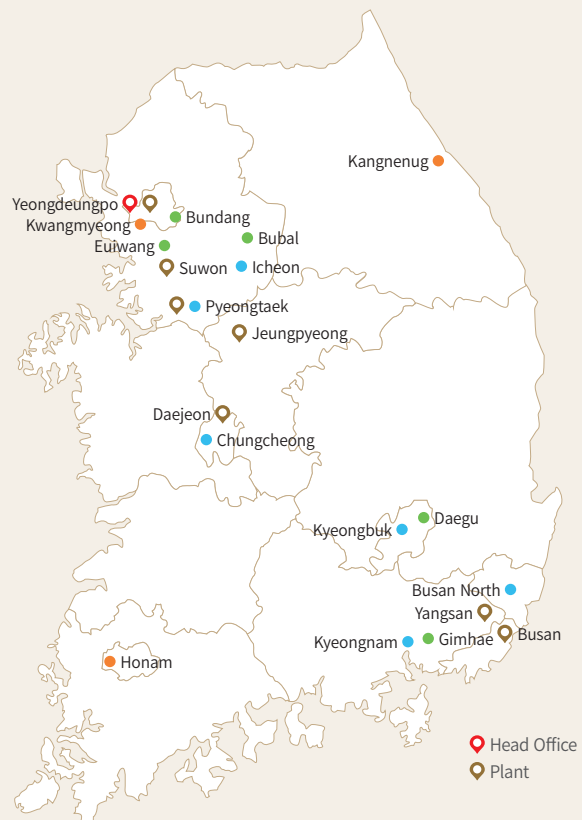 Kangnenug
Yeongdeungpo
Kwangmyeong
Bundang
Euiwang
Bubal
Suwon
Icheon
Pyeongtaek
Jeungpyeong
Daejeon
Chungcheong
Daegu
Kyeongbuk
Busan North
Yangsan
Busan
Kyeongnam
Gimhae
Honam
Head Office
Plant